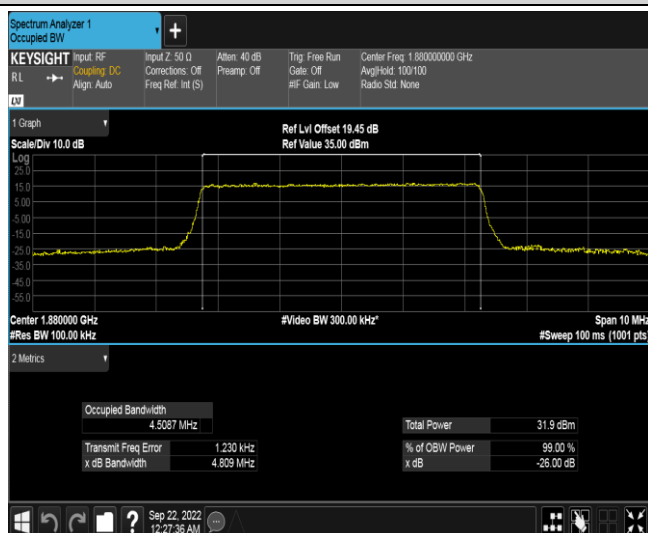 Spectrum Analyzer 1
Occupied BW
+
KEYSIGHT
RL
LXI
Input: RF
Coupling: DC
Align: Auto
Input Z: 50 Ω
Corrections: Off
Freq Ref: Int (S)
Atten: 40 dB
Preamp: Off
Trig: Free Run
Gate: Off
#IF Gain: Low
Center Freq: 1.880000000 GHz
Avg|Hold: 100/100
Radio Std: None
1 Graph
Scale/Div 10.0 dB
Ref Lvl Offset 19.45 dB
Ref Value 35.00 dBm
Log
25.0
15.0
5.00
-5.00
-15.0
-25.0
-35.0
-45.0
-55.0
Center 1.880000 GHz
#Video BW 300.00 kHz*
Span 10 MHz
#Res BW 100.00 kHz
#Sweep 100 ms (1001 pts)
2 Metrics
Occupied Bandwidth
4.5087 MHz
Total Power 31.9 dBm
Transmit Freq Error 1.230 kHz
% of OBW Power 99.00 %
x dB Bandwidth 4.809 MHz
x dB -26.00 dB
?
Sep 22, 2022
12:27:36 AM